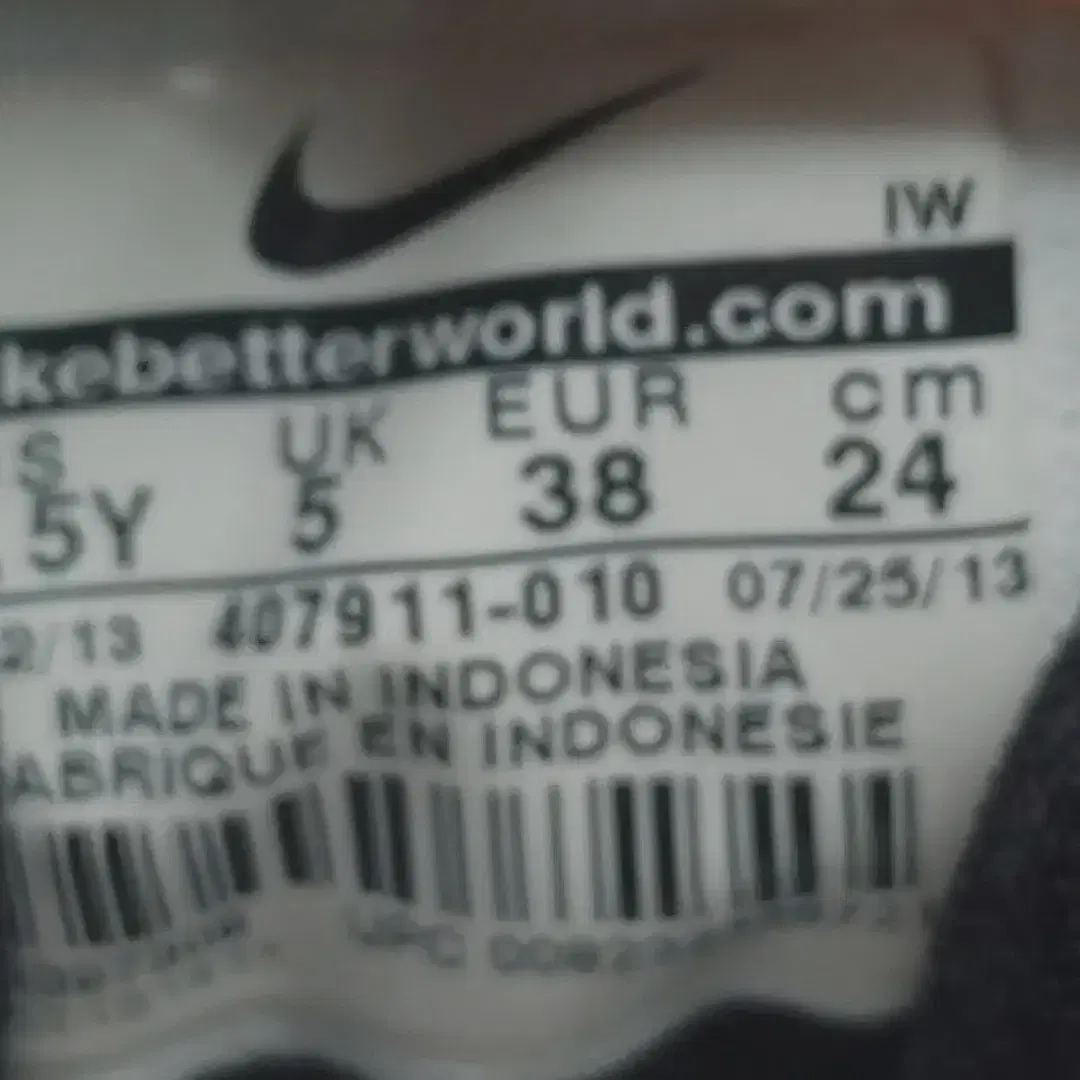 IW
kebetterworld.com
S UK EUR cm
5Y 5 38 24
2/13 407911-010 07/25/13
MADE IN INDONESIA
ABRIQUE EN INDONESIE
UPC